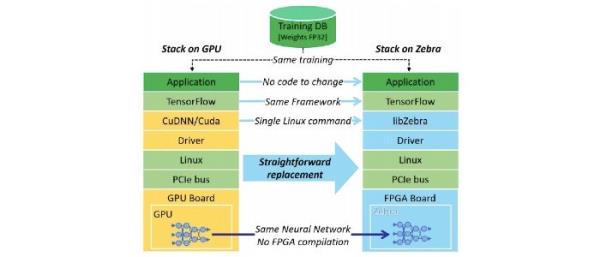 Training DB
[Weights FP32]
Stack on GPU
Stack on Zebra
Same training
Application
No code to change
Application
TensorFlow
Same Framework
TensorFlow
CuDNN/Cuda
Single Linux command
libZebra
Driver
Driver
Linux
Straightforward
replacement
Linux
PCIe bus
PCIe bus
GPU Board
FPGA Board
GPU
Zebra
Same Neural Network
No FPGA compilation